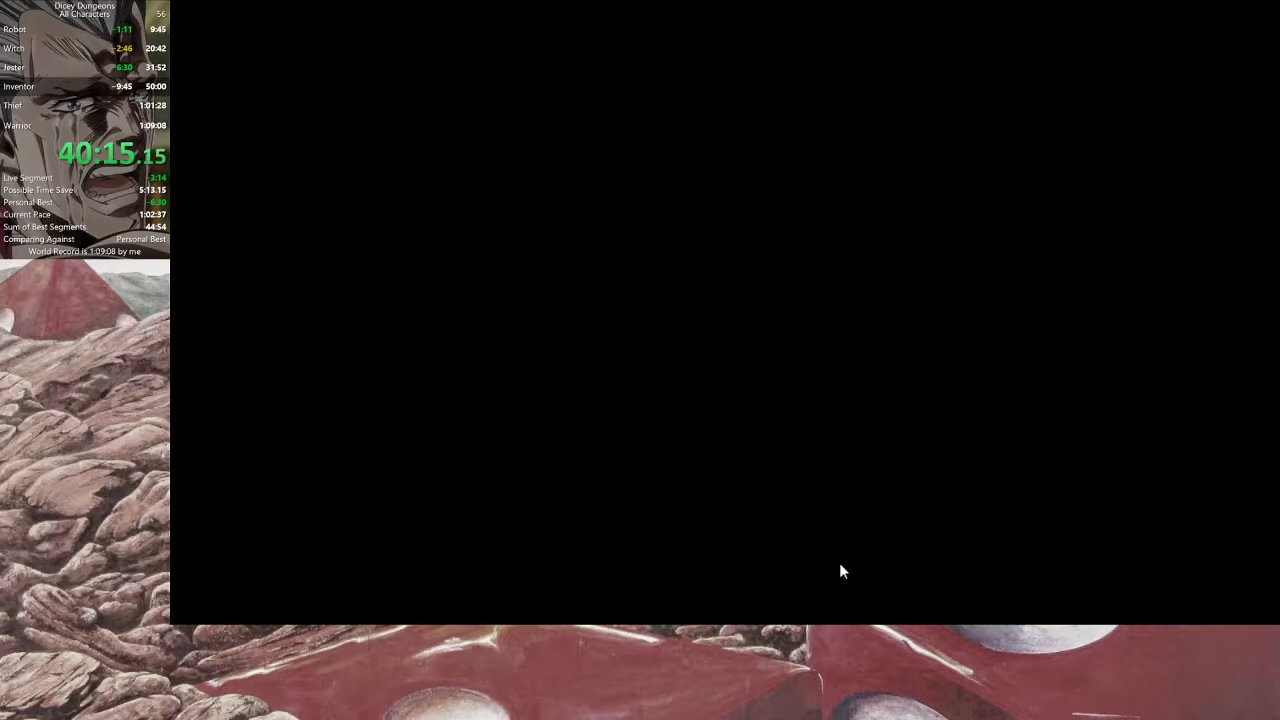 Dicey Dungeons
All Characters 56
Robot -1:11 9:45
Witch -2:46 20:42
Jester -6:30 31:52
Inventor -9:45 50:00
Thief 1:01:28
Warrior 1:09:08
40:15.15
Live Segment -3:14
Possible Time Save 5:13.15
Personal Best -6:30
Current Pace 1:02:37
Sum of Best Segments 44:54
Comparing Against Personal Best
World Record is 1:09:08 by me